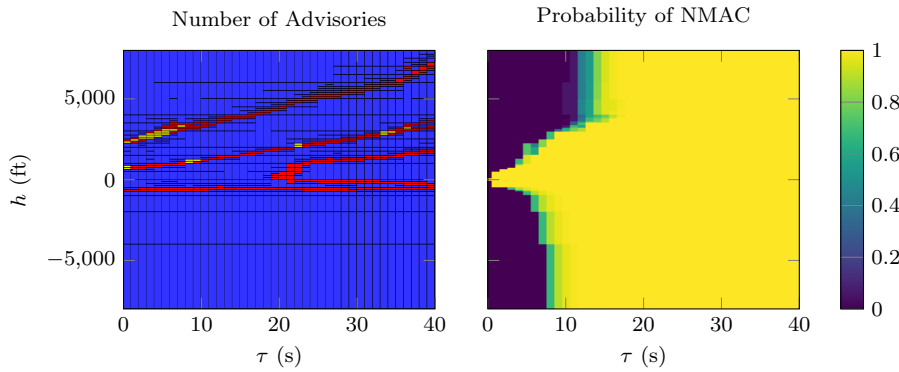 Number of Advisories
Probability of NMAC
5,000
0
−5,000
h (ft)
0 10 20 30 40
τ (s)
0 10 20 30 40
τ (s)
1
0.8
0.6
0.4
0.2
0